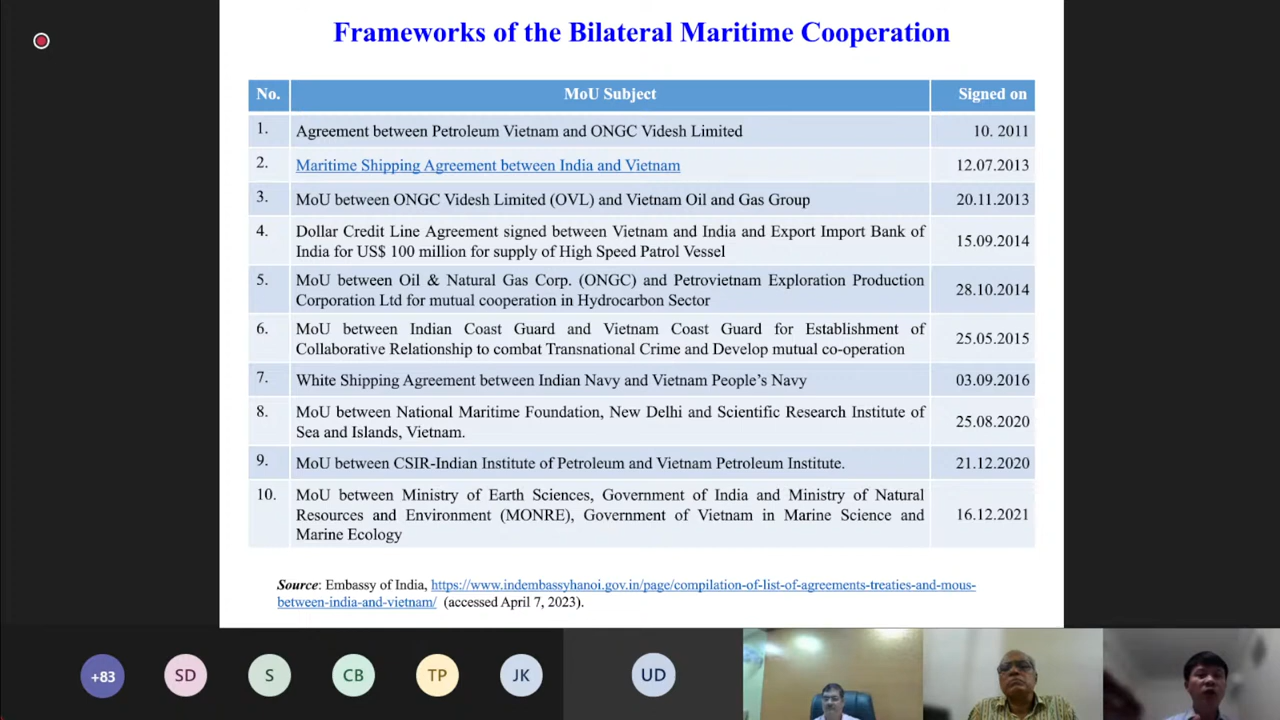 Frameworks of the Bilateral Maritime Cooperation
No. MoU Subject Signed on
1. Agreement between Petroleum Vietnam and ONGC Videsh Limited 10. 2011
2. Maritime Shipping Agreement between India and Vietnam 12.07.2013
3. MoU between ONGC Videsh Limited (OVL) and Vietnam Oil and Gas Group 20.11.2013
4. Dollar Credit Line Agreement signed between Vietnam and India and Export Import Bank of
India for US$ 100 million for supply of High Speed Patrol Vessel 15.09.2014
5. MoU between Oil & Natural Gas Corp. (ONGC) and Petrovietnam Exploration Production
Corporation Ltd for mutual cooperation in Hydrocarbon Sector 28.10.2014
6. MoU between Indian Coast Guard and Vietnam Coast Guard for Establishment of
Collaborative Relationship to combat Transnational Crime and Develop mutual co-operation 25.05.2015
7. White Shipping Agreement between Indian Navy and Vietnam People’s Navy 03.09.2016
8. MoU between National Maritime Foundation, New Delhi and Scientific Research Institute of
Sea and Islands, Vietnam. 25.08.2020
9. MoU between CSIR-Indian Institute of Petroleum and Vietnam Petroleum Institute. 21.12.2020
10. MoU between Ministry of Earth Sciences, Government of India and Ministry of Natural
Resources and Environment (MONRE), Government of Vietnam in Marine Science and 16.12.2021
Marine Ecology
Source: Embassy of India, https://www.indembassyhanoi.gov.in/page/compilation-of-list-of-agreements-treaties-and-mous-
between-india-and-vietnam/ (accessed April 7, 2023).
+83 SD S CB TP JK UD